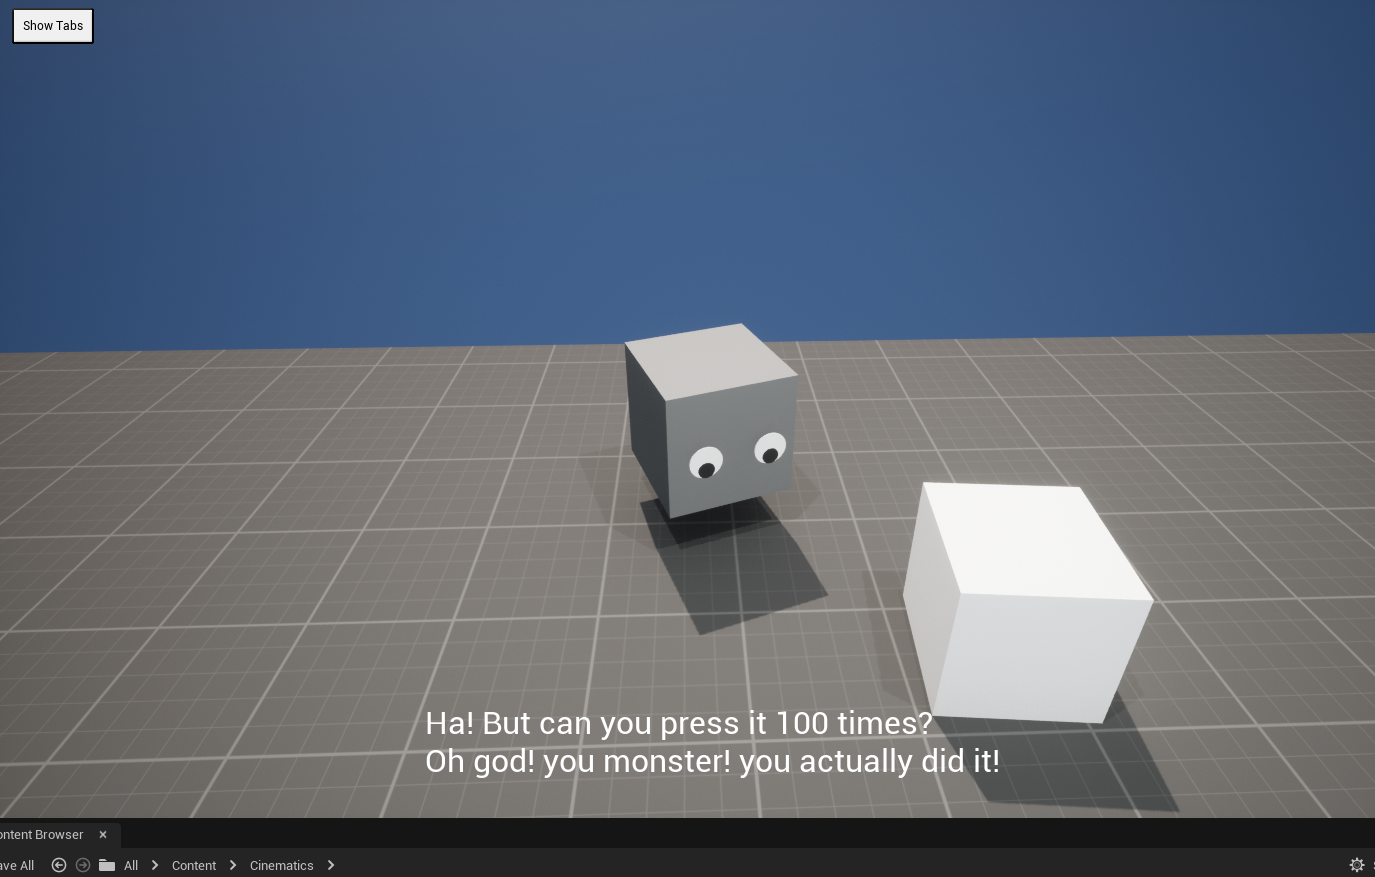 Show Tabs
Ha! But can you press it 100 times?
Oh god! you monster! you actually did it!
ontent Browser
ave All
All
Content
Cinematics